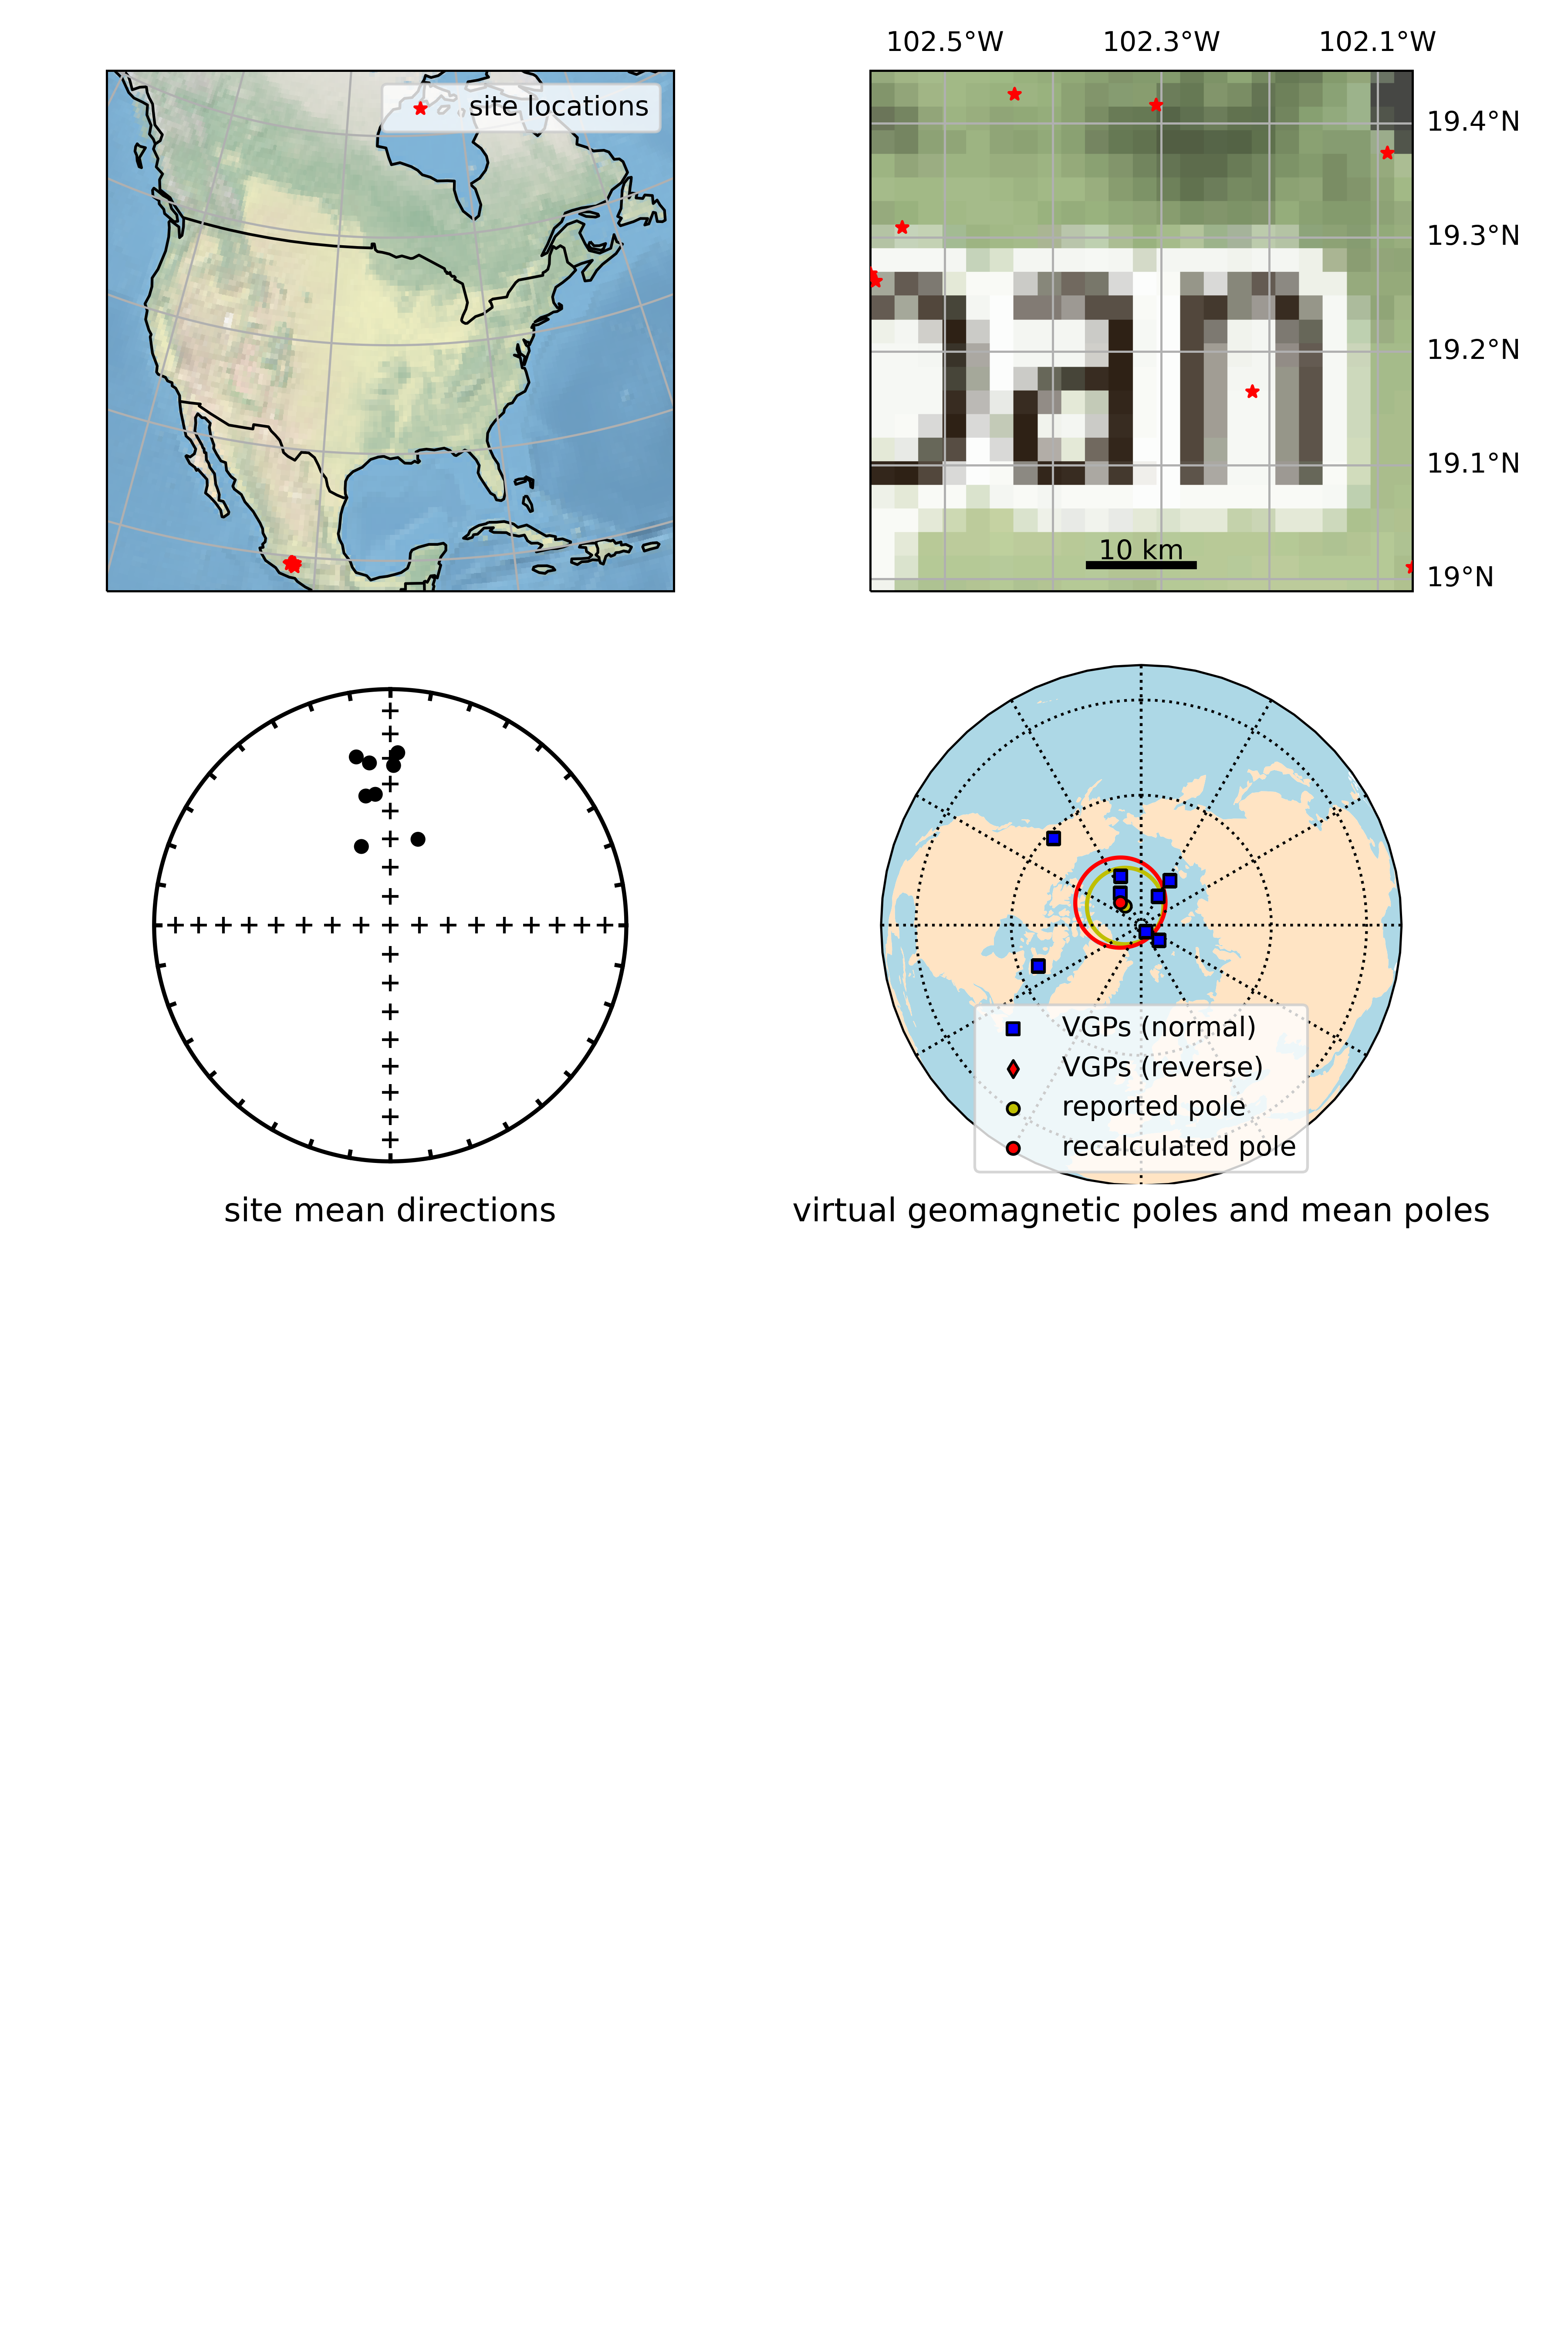 102.5°W 102.3°W 102.1°W
site locations
19.4°N
19.3°N
19.2°N
19.1°N
10 km
19°N
VGPs (normal)
VGPs (reverse)
reported pole
recalculated pole
site mean directions
virtual geomagnetic poles and mean poles